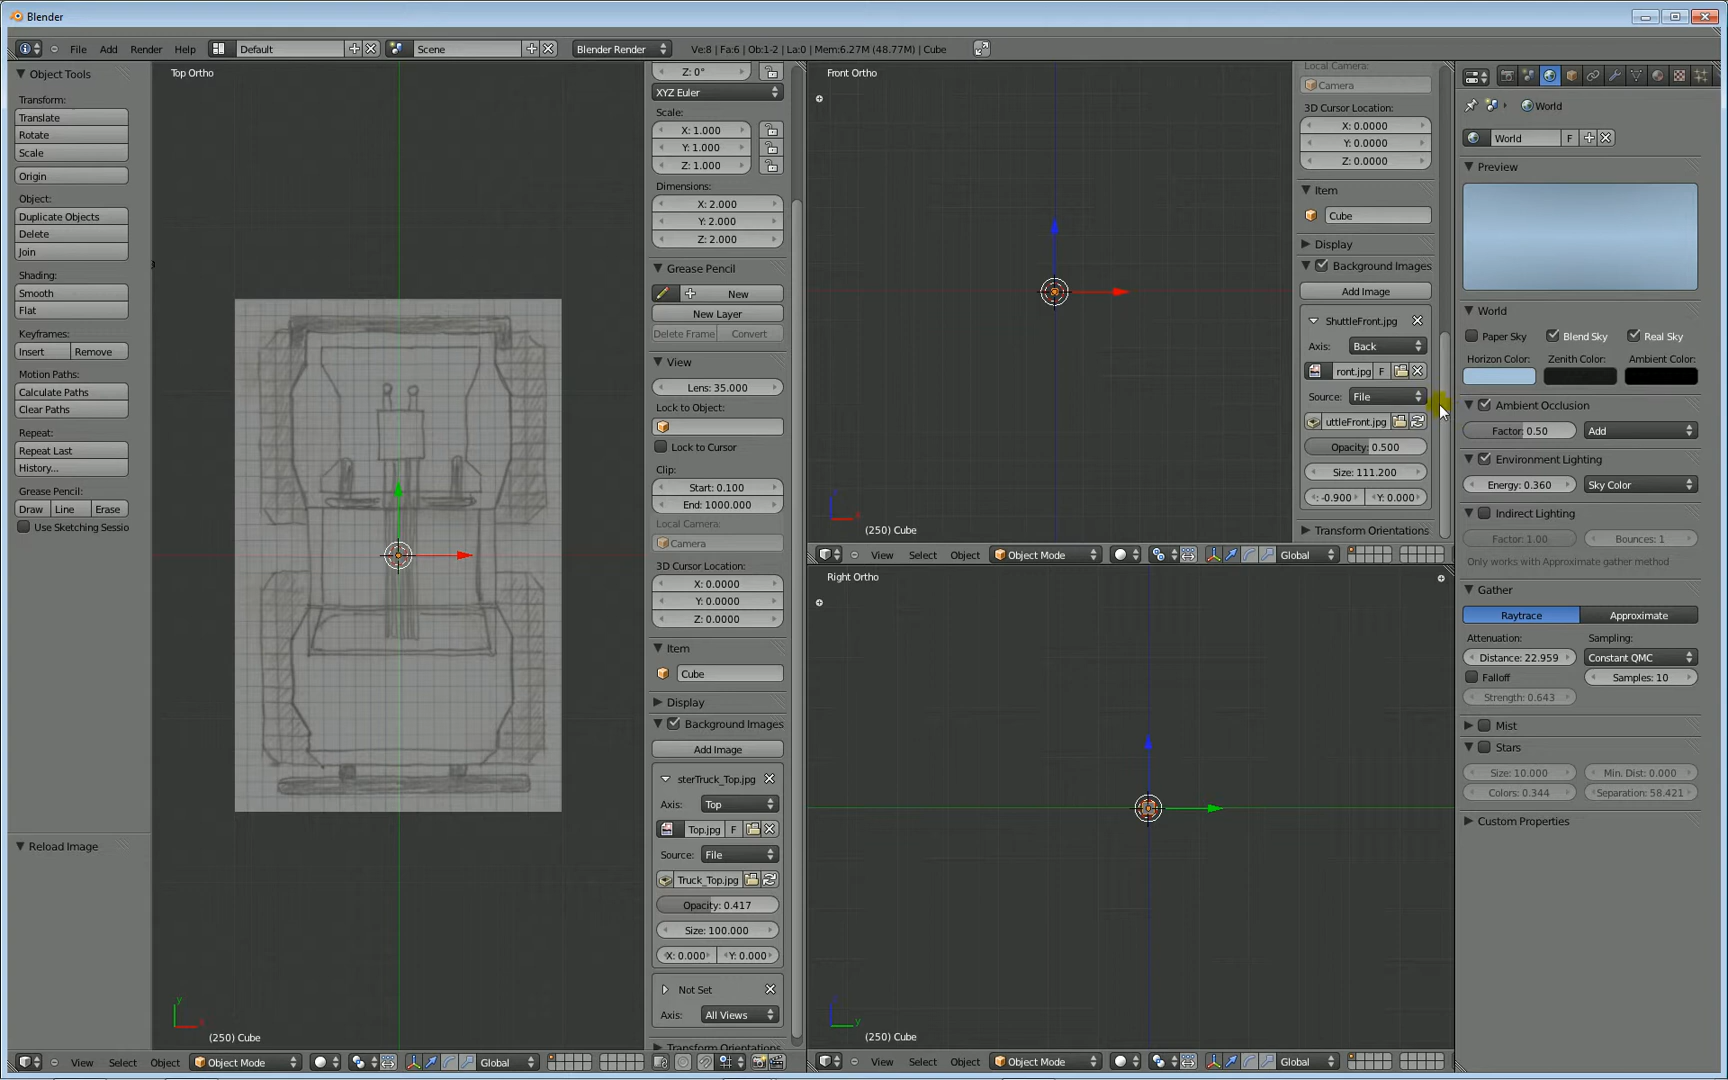 Blender
File Add Render Help Default Scene Blender Render Ve:8 | Fa:6 | Ob:1-2 | La:0 | Mem:6.27M (48.77M) | Cube
Object Tools
Transform:
Translate
Rotate
Scale
Origin
Object:
Duplicate Objects
Delete
Join
Shading:
Smooth
Flat
Keyframes:
Insert Remove
Motion Paths:
Calculate Paths
Clear Paths
Repeat:
Repeat Last
History...
Grease Pencil:
Draw Line Erase
Use Sketching Sessio
Reload Image
Top Ortho
y
x
(250) Cube
View Select Object Object Mode Global
Z: 0°
XYZ Euler
Scale:
X: 1.000
Y: 1.000
Z: 1.000
Dimensions:
X: 2.000
Y: 2.000
Z: 2.000
Grease Pencil
New
New Layer
Delete Frame Convert
View
Lens: 35.000
Lock to Object:
Lock to Cursor
Clip:
Start: 0.100
End: 1000.000
Local Camera:
Camera
3D Cursor Location:
X: 0.0000
Y: 0.0000
Z: 0.0000
Item
Cube
Display
Background Images
Add Image
sterTruck_Top.jpg
Axis: Top
Top.jpg F
Source: File
Truck_Top.jpg
Opacity: 0.417
Size: 100.000
X: 0.000 Y: 0.000
Not Set
Axis: All Views
Transform Orientations
Front Ortho
(250) Cube
View Select Object Object Mode Global
Local Camera:
Camera
3D Cursor Location:
X: 0.0000
Y: 0.0000
Z: 0.0000
Item
Cube
Display
Background Images
Add Image
ShuttleFront.jpg
Axis: Back
ront.jpg F
Source: File
uttleFront.jpg
Opacity: 0.500
Size: 111.200
: -0.900 Y: 0.000
Transform Orientations
Right Ortho
(250) Cube
View Select Object Object Mode Global
World
World F
Preview
World
Paper Sky Blend Sky Real Sky
Horizon Color: Zenith Color: Ambient Color:
Ambient Occlusion
Factor: 0.50 Add
Environment Lighting
Energy: 0.360 Sky Color
Indirect Lighting
Factor: 1.00 Bounces: 1
Only works with Approximate gather method
Gather
Raytrace Approximate
Attenuation: Sampling:
Distance: 22.959 Constant QMC
Falloff Samples: 10
Strength: 0.643
Mist
Stars
Size: 10.000 Min. Dist: 0.000
Colors: 0.344 Separation: 58.421
Custom Properties